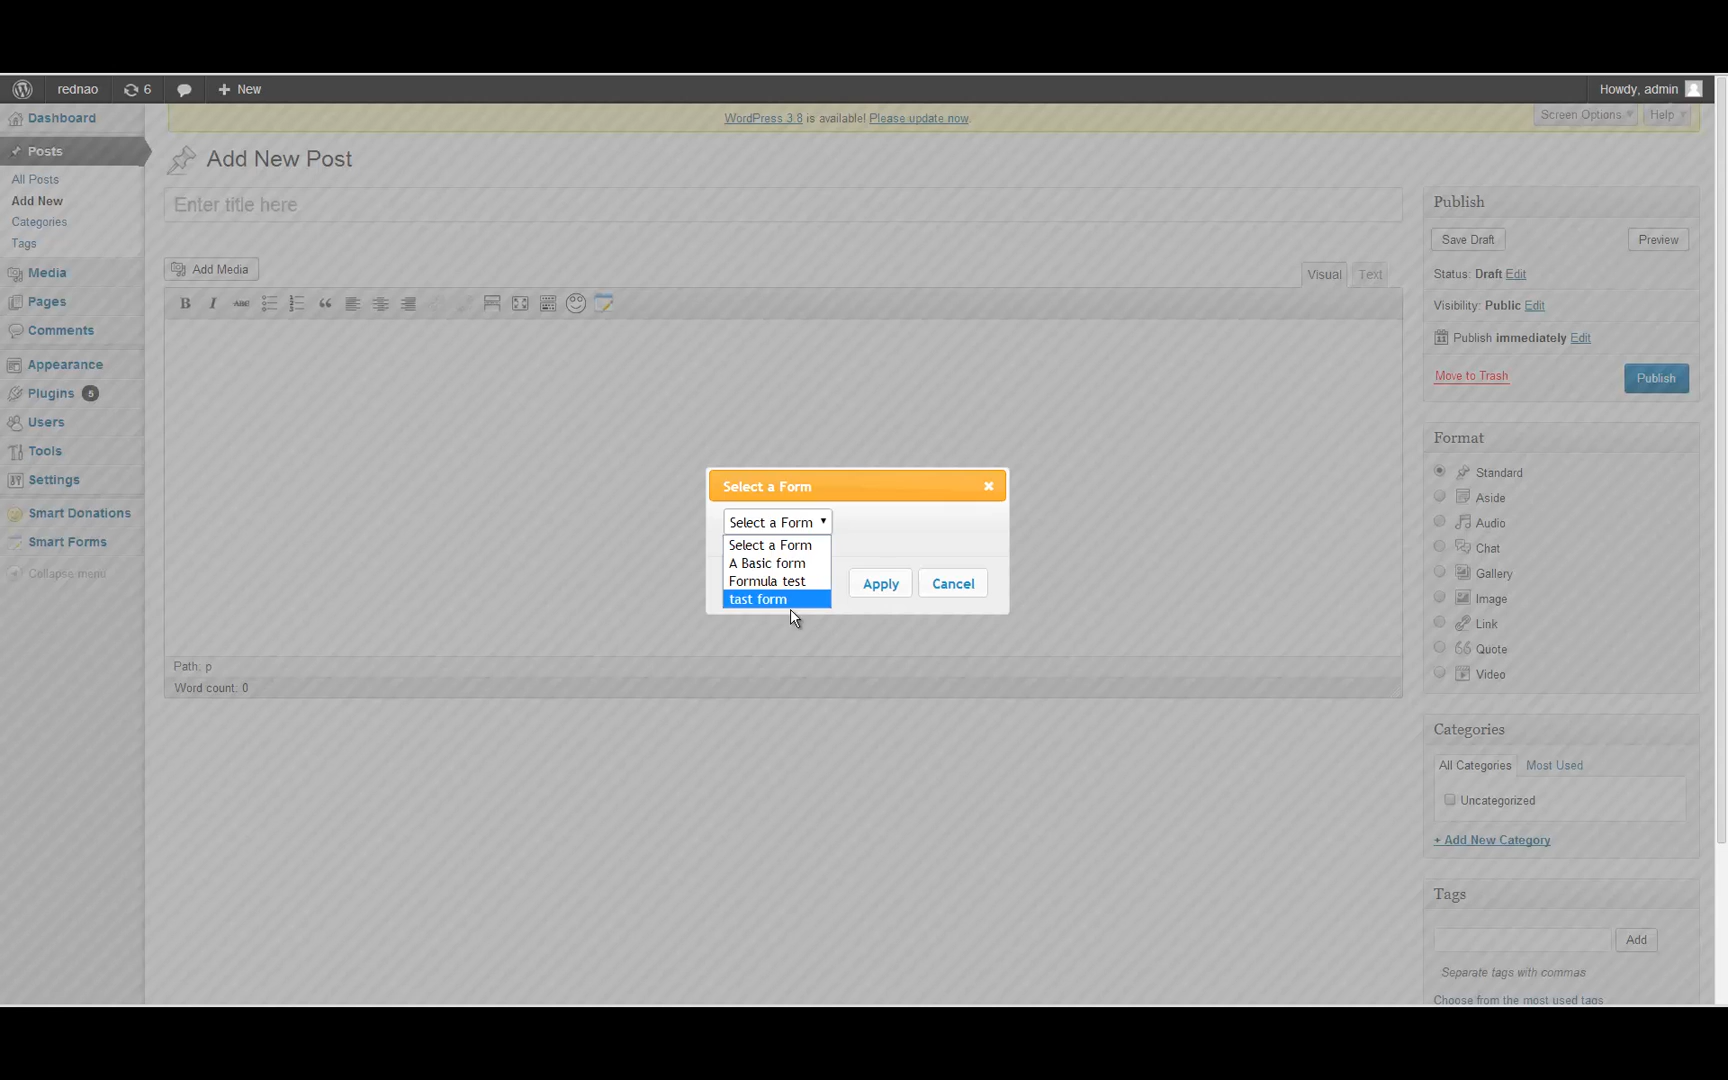 rednao 6 New Howdy, admin
Dashboard
WordPress 3.8 is available! Please update now.
Screen Options Help
Posts
All Posts
Add New
Categories
Tags
Media
Pages
Comments
Appearance
Plugins 5
Users
Tools
Settings
Smart Donations
Smart Forms
Collapse menu
Add New Post
Enter title here
Add Media
Visual Text
B I ABC
Path: p
Word count: 0
Select a Form
Select a Form
Select a Form
A Basic form
Formula test
tast form
Apply Cancel
Publish
Save Draft Preview
Status: Draft Edit
Visibility: Public Edit
Publish immediately Edit
Move to Trash Publish
Format
Standard
Aside
Audio
Chat
Gallery
Image
Link
Quote
Video
Categories
All Categories Most Used
Uncategorized
+ Add New Category
Tags
Add
Separate tags with commas
Choose from the most used tags